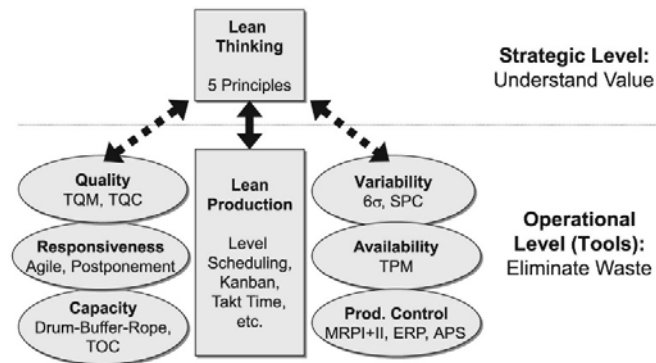 Lean
Thinking
5 Principles
Strategic Level:
Understand Value
Quality
TQM, TQC
Responsiveness
Agile, Postponement
Capacity
Drum-Buffer-Rope,
TOC
Lean
Production
Level
Scheduling,
Kanban,
Takt Time,
etc.
Variability
6σ, SPC
Availability
TPM
Prod. Control
MRPI+II, ERP, APS
Operational
Level (Tools):
Eliminate Waste